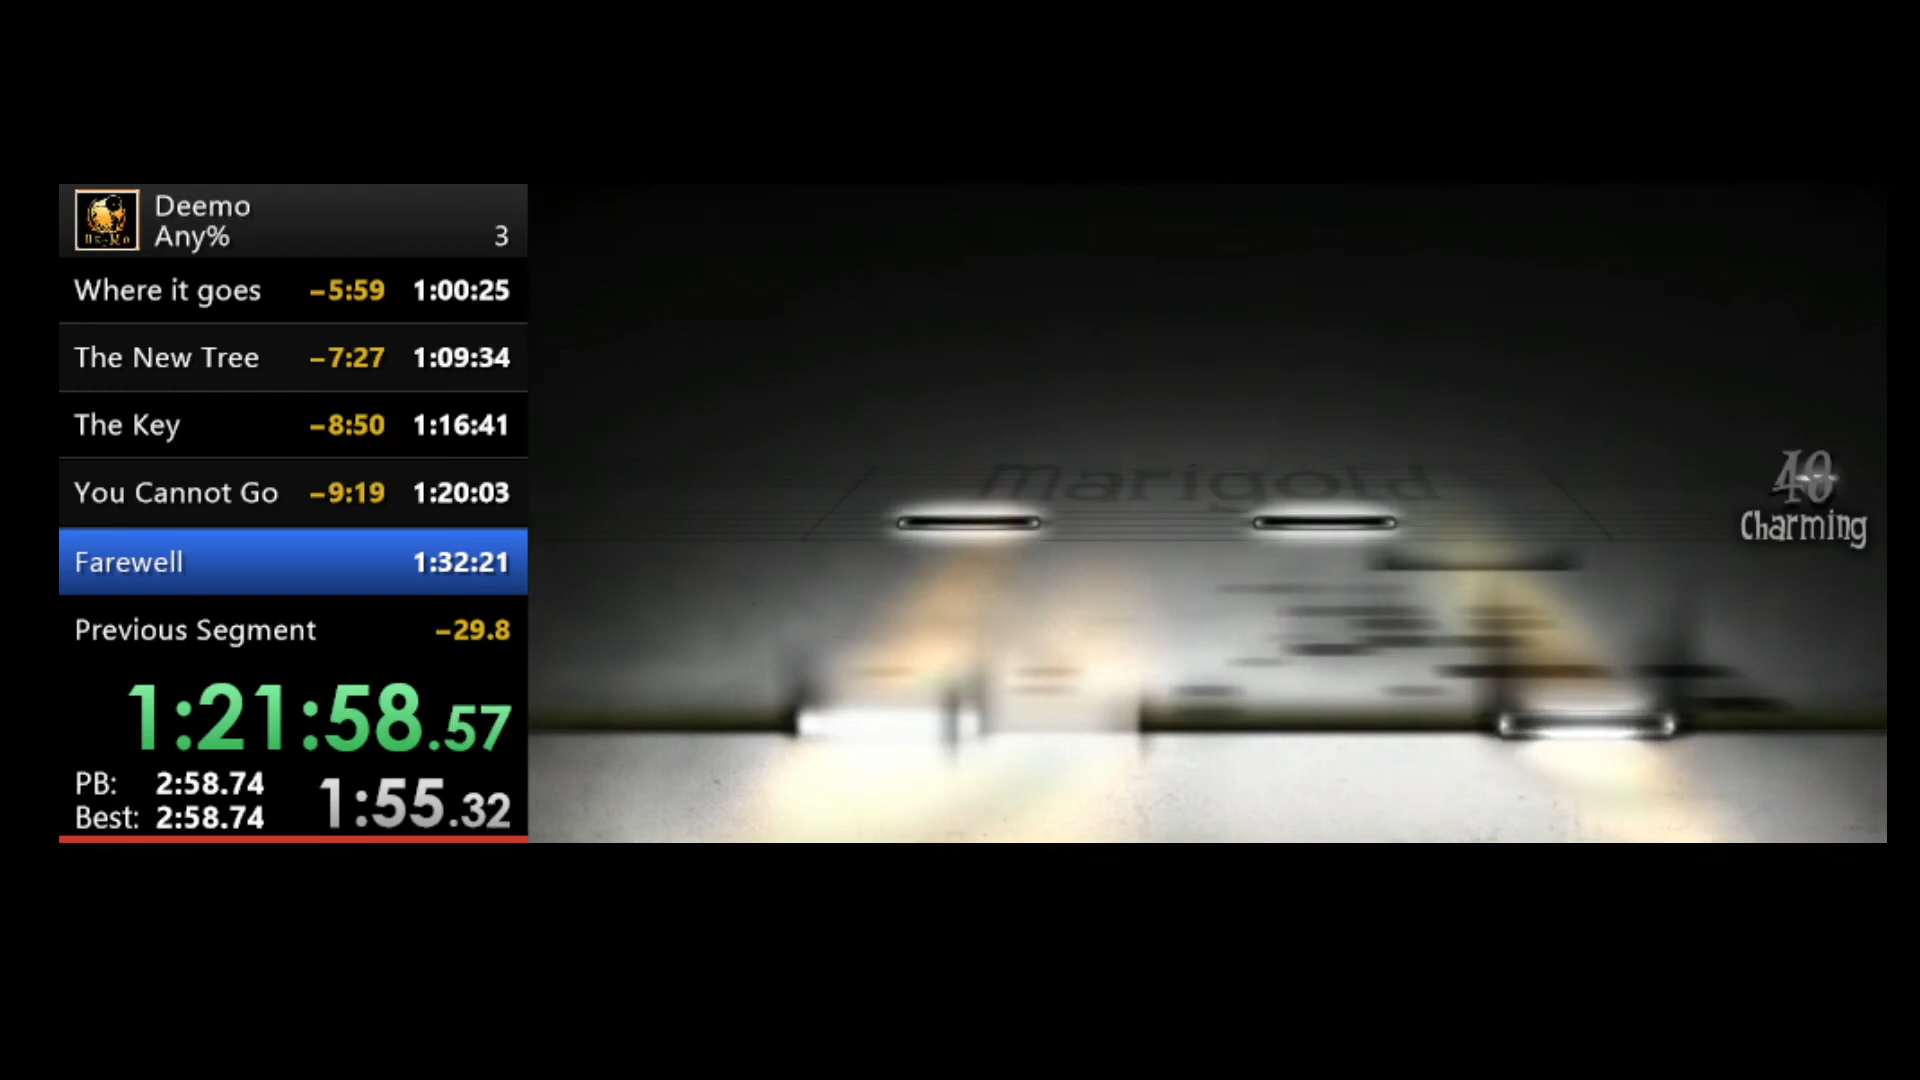 Deemo
Any% 3
Where it goes −5:59 1:00:25
The New Tree −7:27 1:09:34
The Key −8:50 1:16:41
You Cannot Go −9:19 1:20:03
Farewell 1:32:21
Previous Segment −29.8
1:21:58.57
PB: 2:58.74
Best: 2:58.74
1:55.32
marigold
Charming